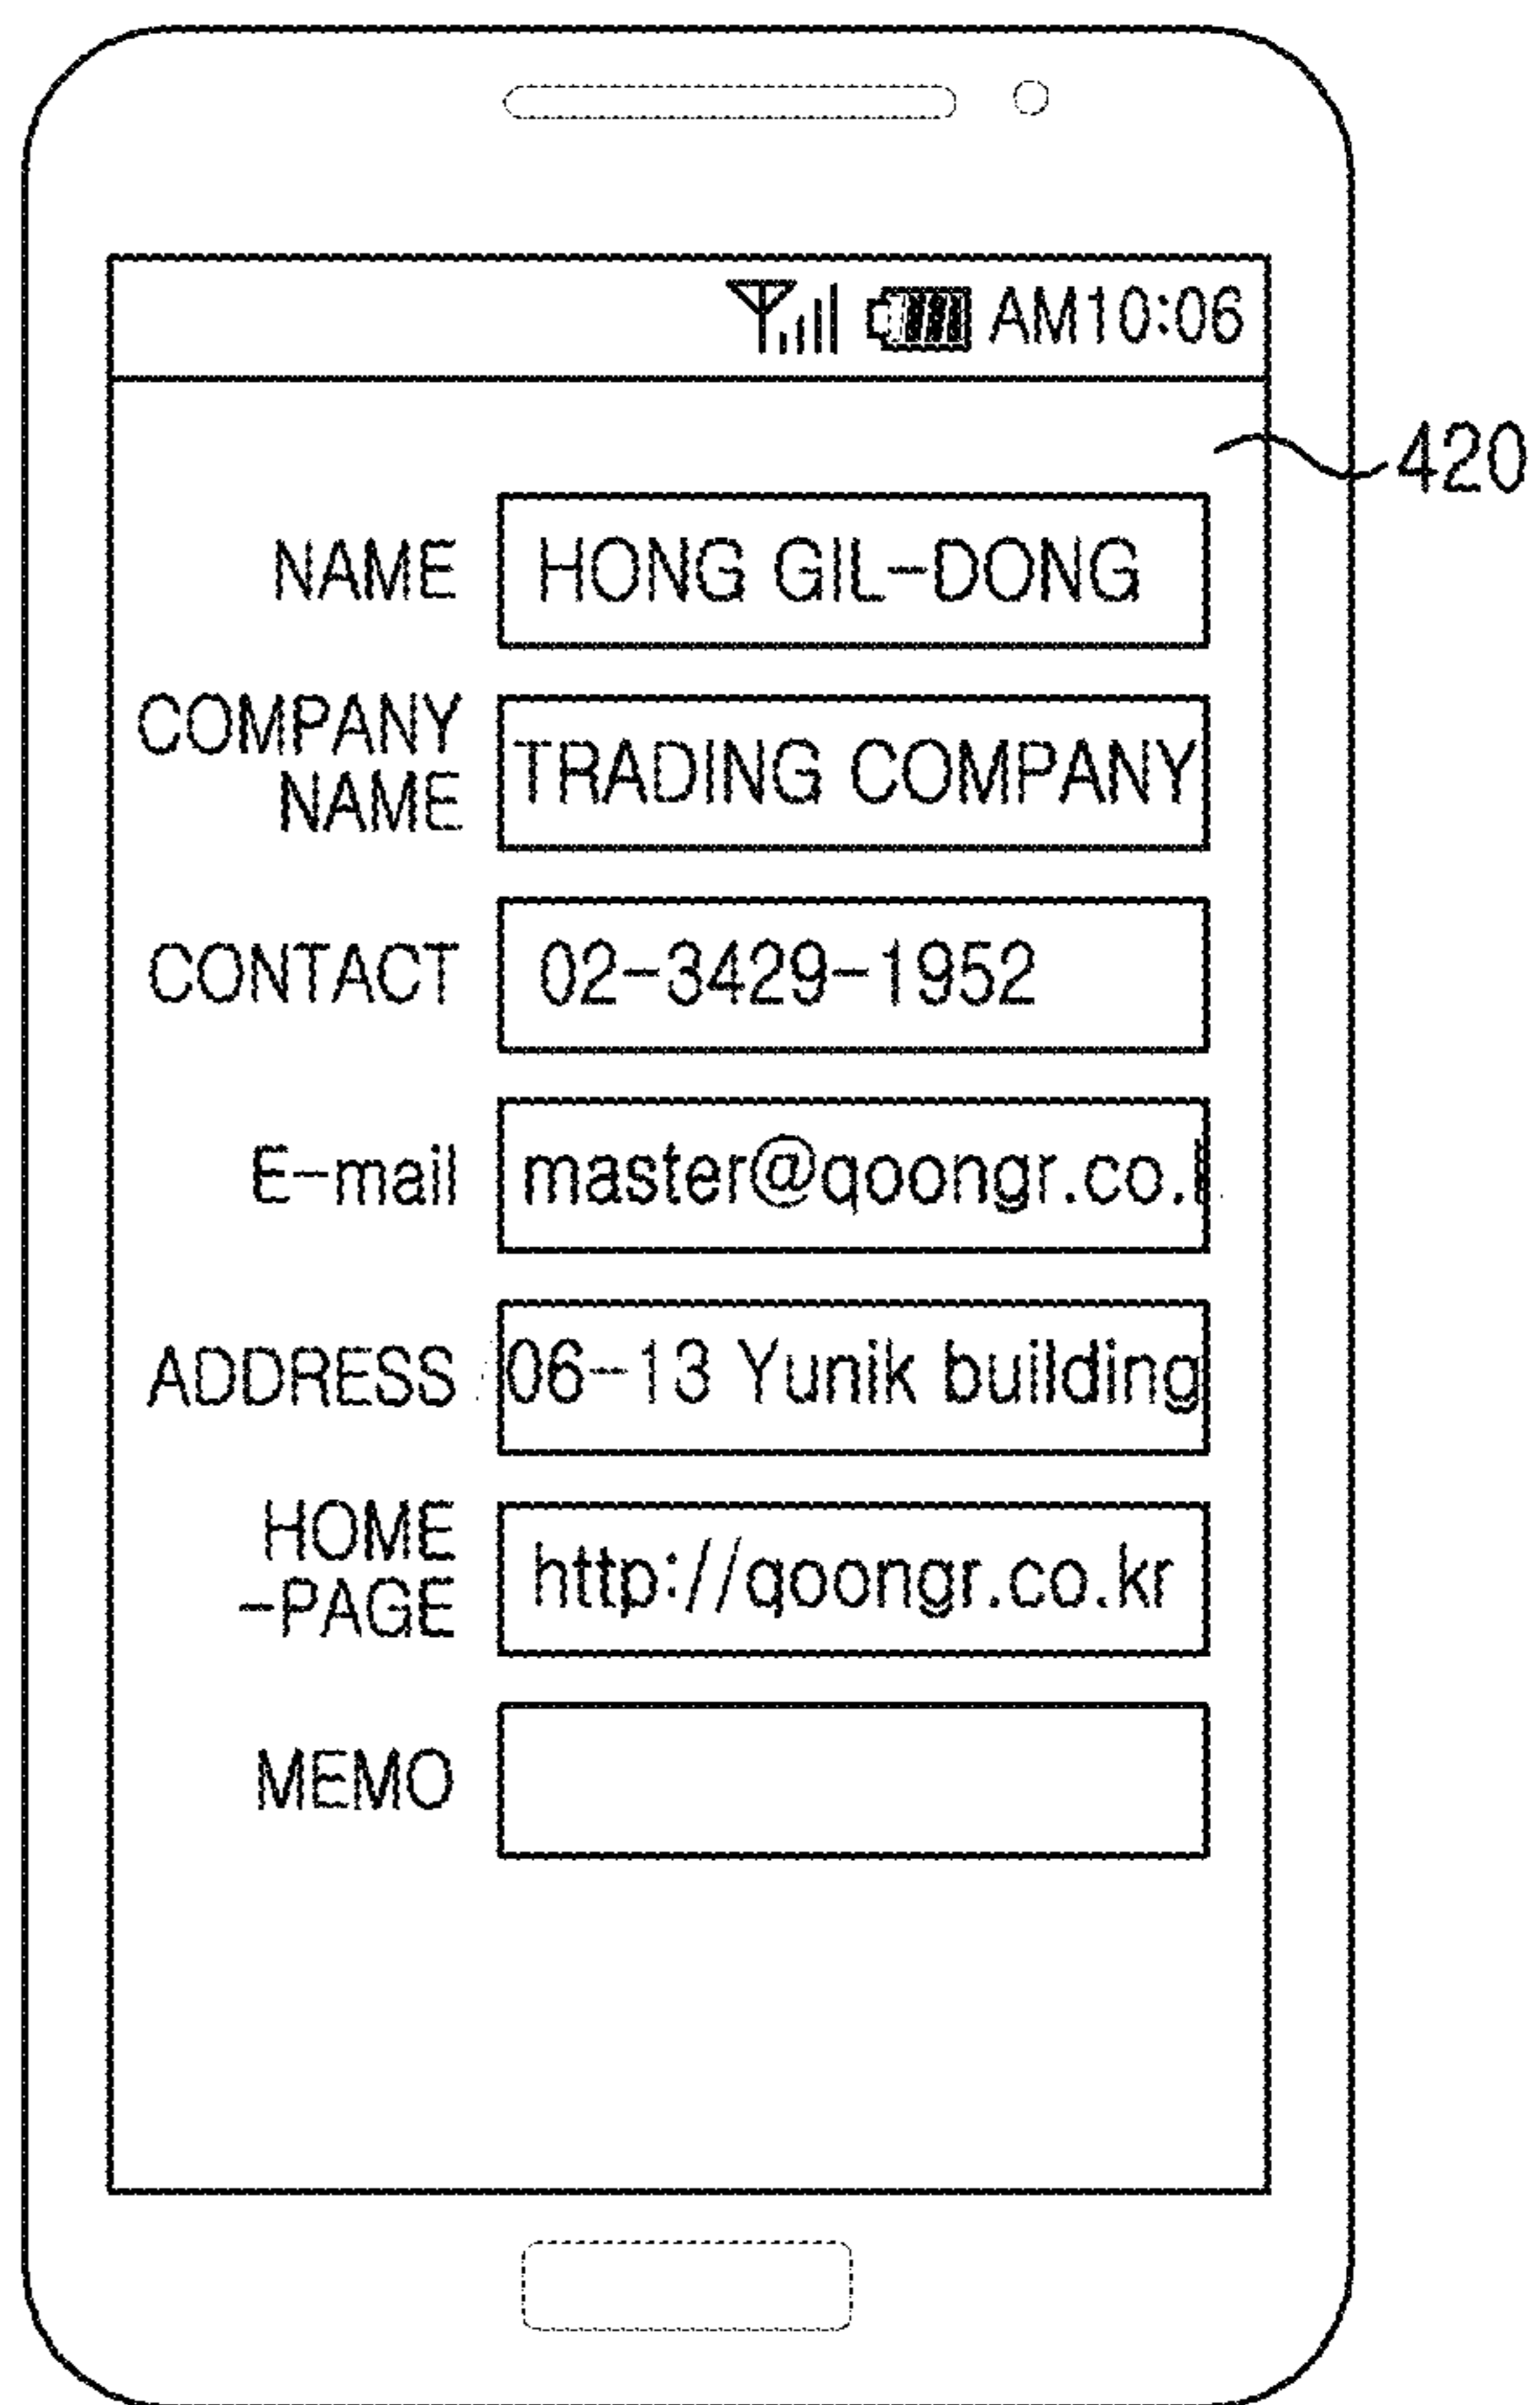 AM10:06
420
NAME HONG GIL-DONG
COMPANY
NAME
TRADING COMPANY
CONTACT 02-3429-1952
E-mail master@qoongr.co.
ADDRESS 06-13 Yunik building
HOME
-PAGE
http://qoongr.co.kr
MEMO